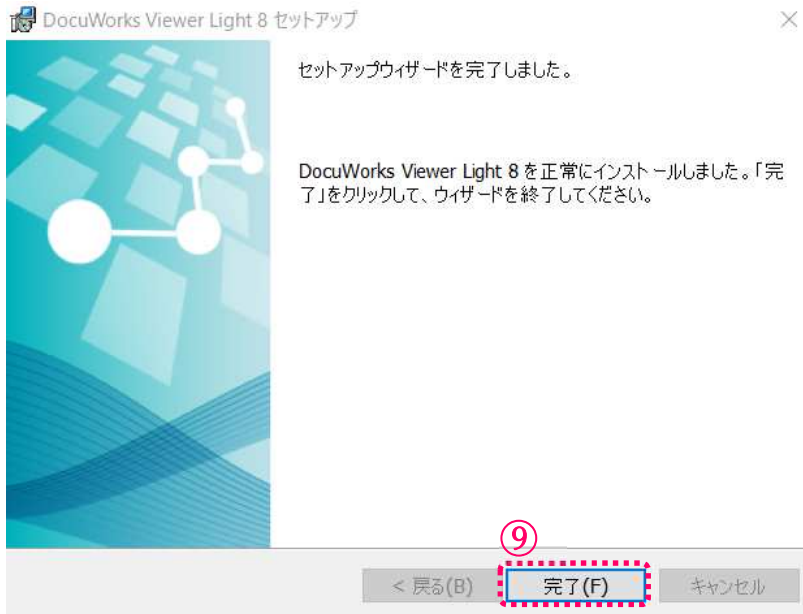 DocuWorks Viewer Light 8 セットアップ
セットアップウィザードを完了しました。
DocuWorks Viewer Light 8 を正常にインストールしました。「完
了」をクリックして、ウィザードを終了してください。
⑨
< 戻る(B) 完了(F) キャンセル